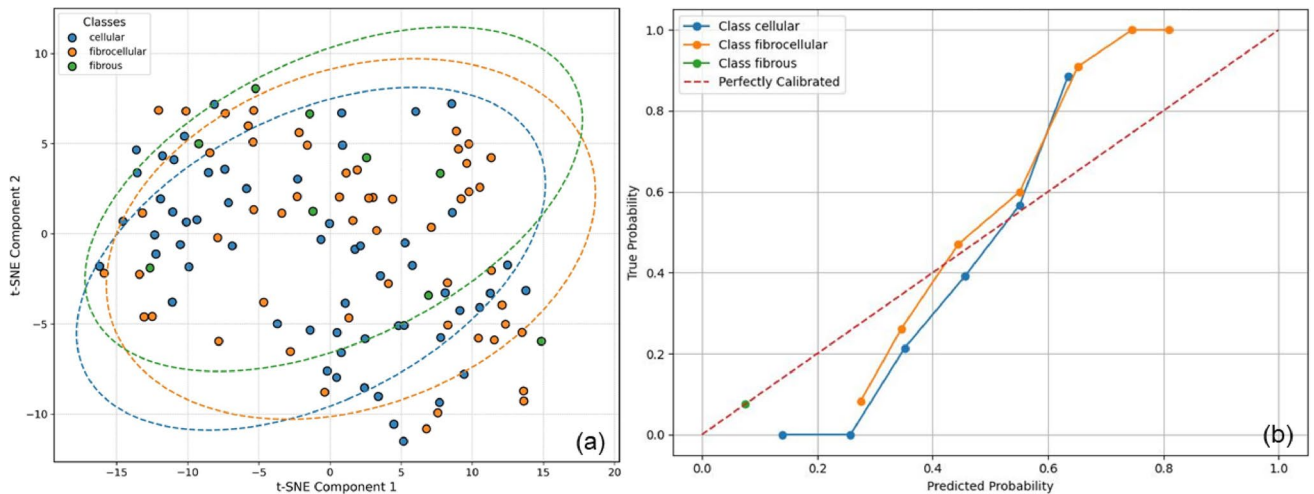 Classes
cellular
fibrocellular
fibrous
10
5
0
−5
−10
t-SNE Component 2
−15
−10
−5
0
5
10
15
20
t-SNE Component 1
(a)
Class cellular
Class fibrocellular
Class fibrous
Perfectly Calibrated
1.0
0.8
0.6
0.4
0.2
0.0
True Probability
0.0
0.2
0.4
0.6
0.8
1.0
Predicted Probability
(b)